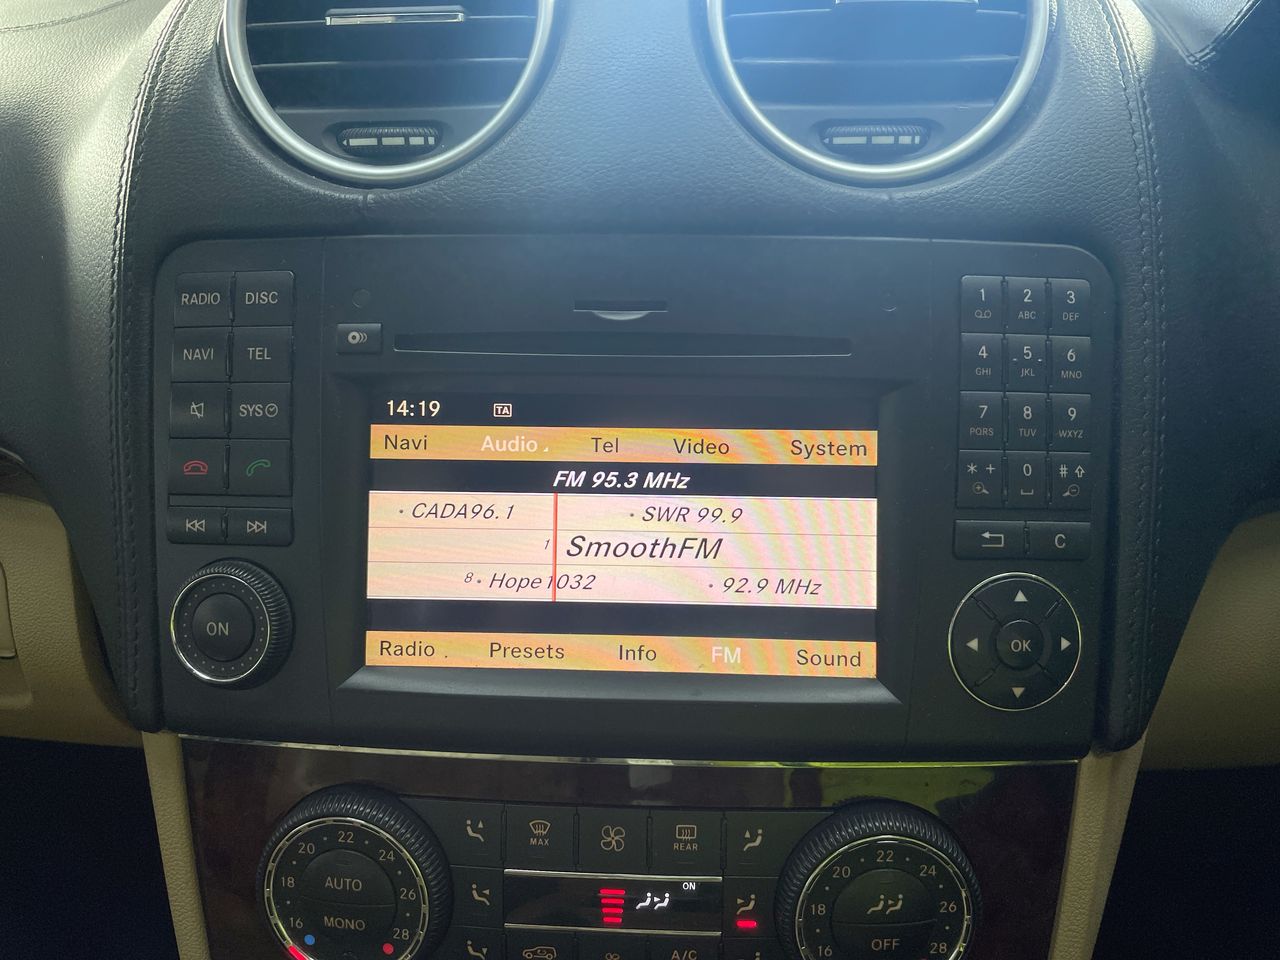 RADIO DISC
NAVI TEL
SYS
ON
14:19 TA
Navi Audio Tel Video System
FM 95.3 MHz
CADA96.1 SWR 99.9
1 SmoothFM
8 Hope1032 92.9 MHz
Radio Presets Info FM Sound
1 2 ABC 3 DEF
4 GHI 5 JKL 6 MNO
7 PQRS 8 TUV 9 WXYZ
* + 0 #
C
OK
16 18 20 22 24 26 28
AUTO
MONO
MAX
REAR
ON
A/C
16 18 20 22 24 26 28
OFF